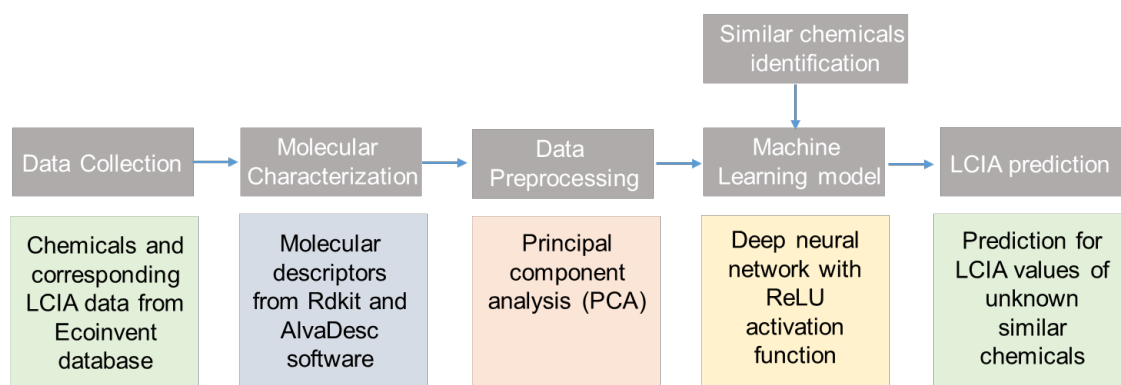 Similar chemicals
identification
Data Collection
Molecular
Characterization
Data
Preprocessing
Machine
Learning model
LCIA prediction
Chemicals and
corresponding
LCIA data from
Ecoinvent
database
Molecular
descriptors
from Rdkit and
AlvaDesc
software
Principal
component
analysis (PCA)
Deep neural
network with
ReLU
activation
function
Prediction for
LCIA values of
unknown
similar
chemicals